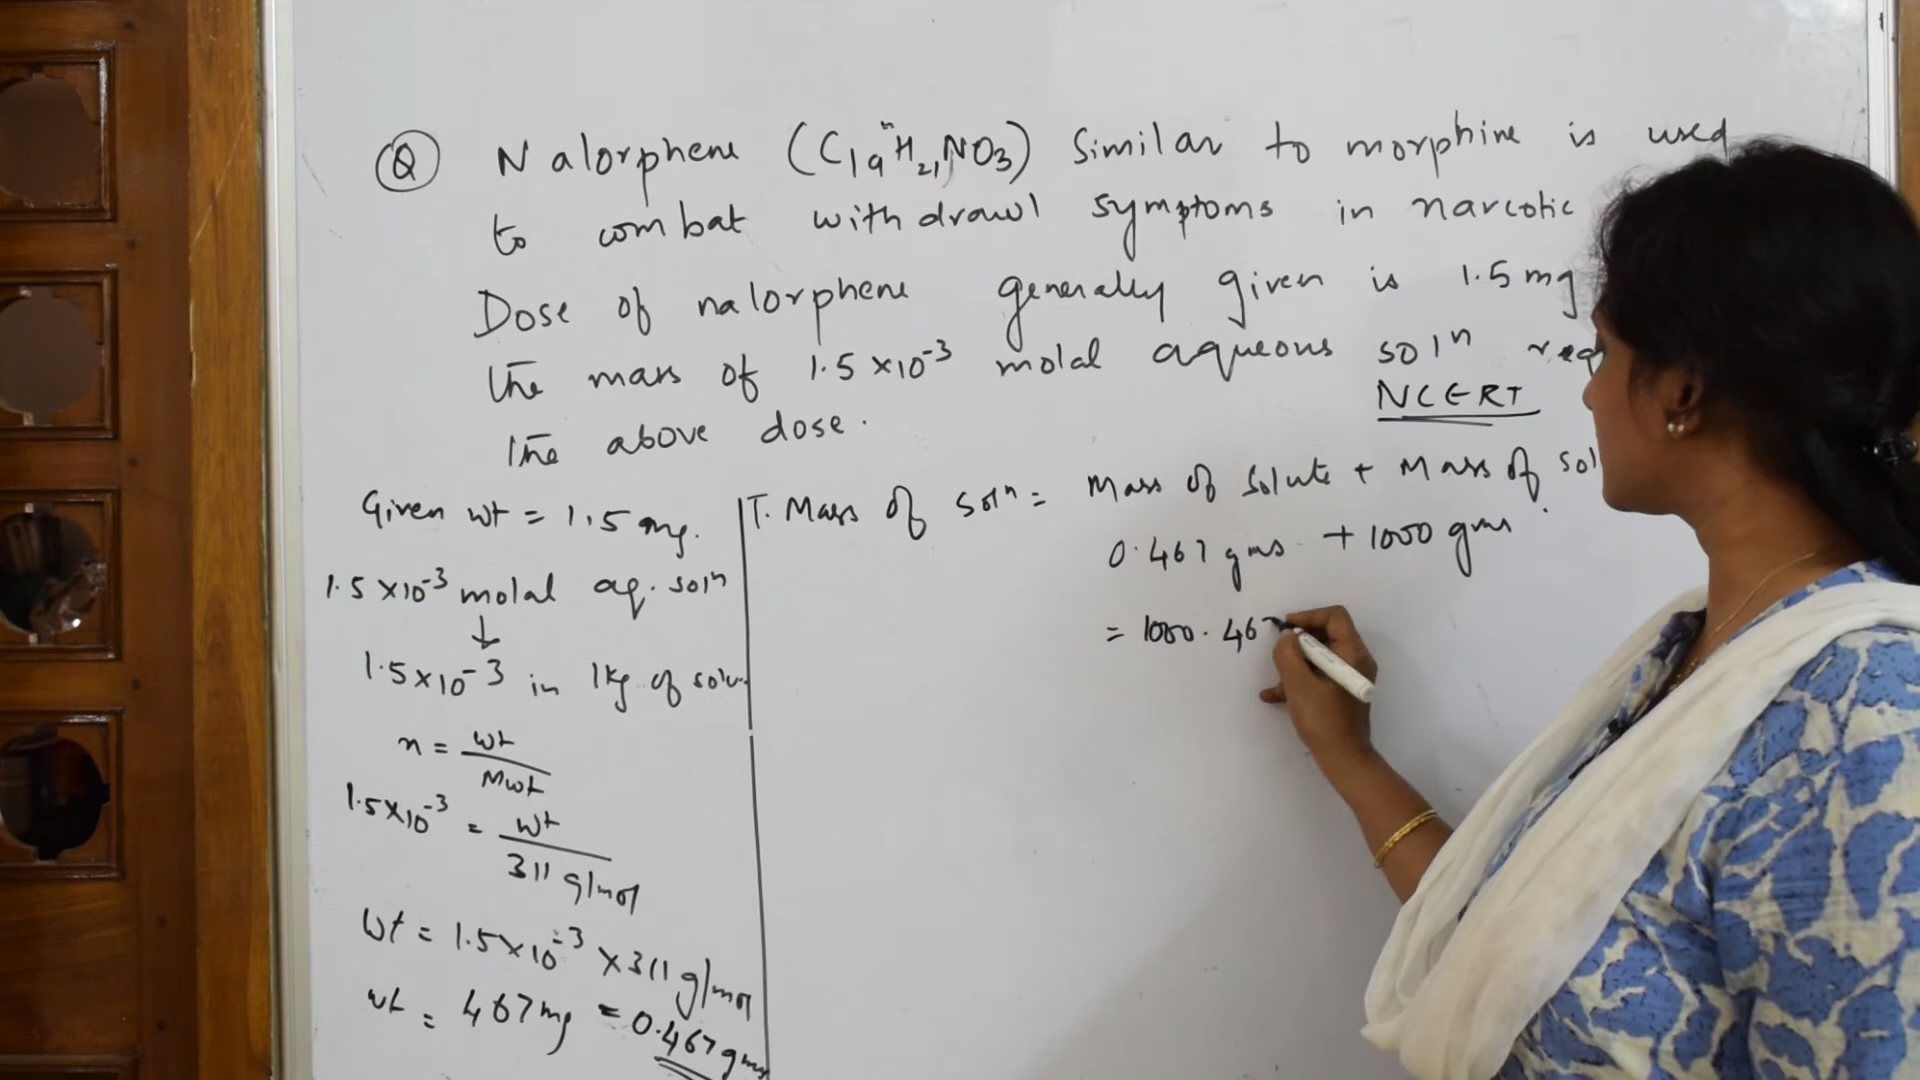 Q Nalorphene (C19H21NO3) Similar to morphine is used
to combat withdrawl symptoms in narcotic
Dose of nalorphene generally given is 1.5 mg
the mass of 1.5 × 10-3 molal aqueous soln req
NCERT
the above dose.
Given wt = 1.5 mg.
1.5 × 10-3 molal aq. soln
↓
1.5 × 10-3 in 1kg of solv.
n = wt / Mwt
1.5 × 10-3 = wt / 311 g/mol
Wt = 1.5 × 10-3 × 311 g/mol
wt = 467 mg = 0.467 gms
T. Mass of soln = Mass of Solute + Mass of sol
0.467 gms + 1000 gms
= 1000.467